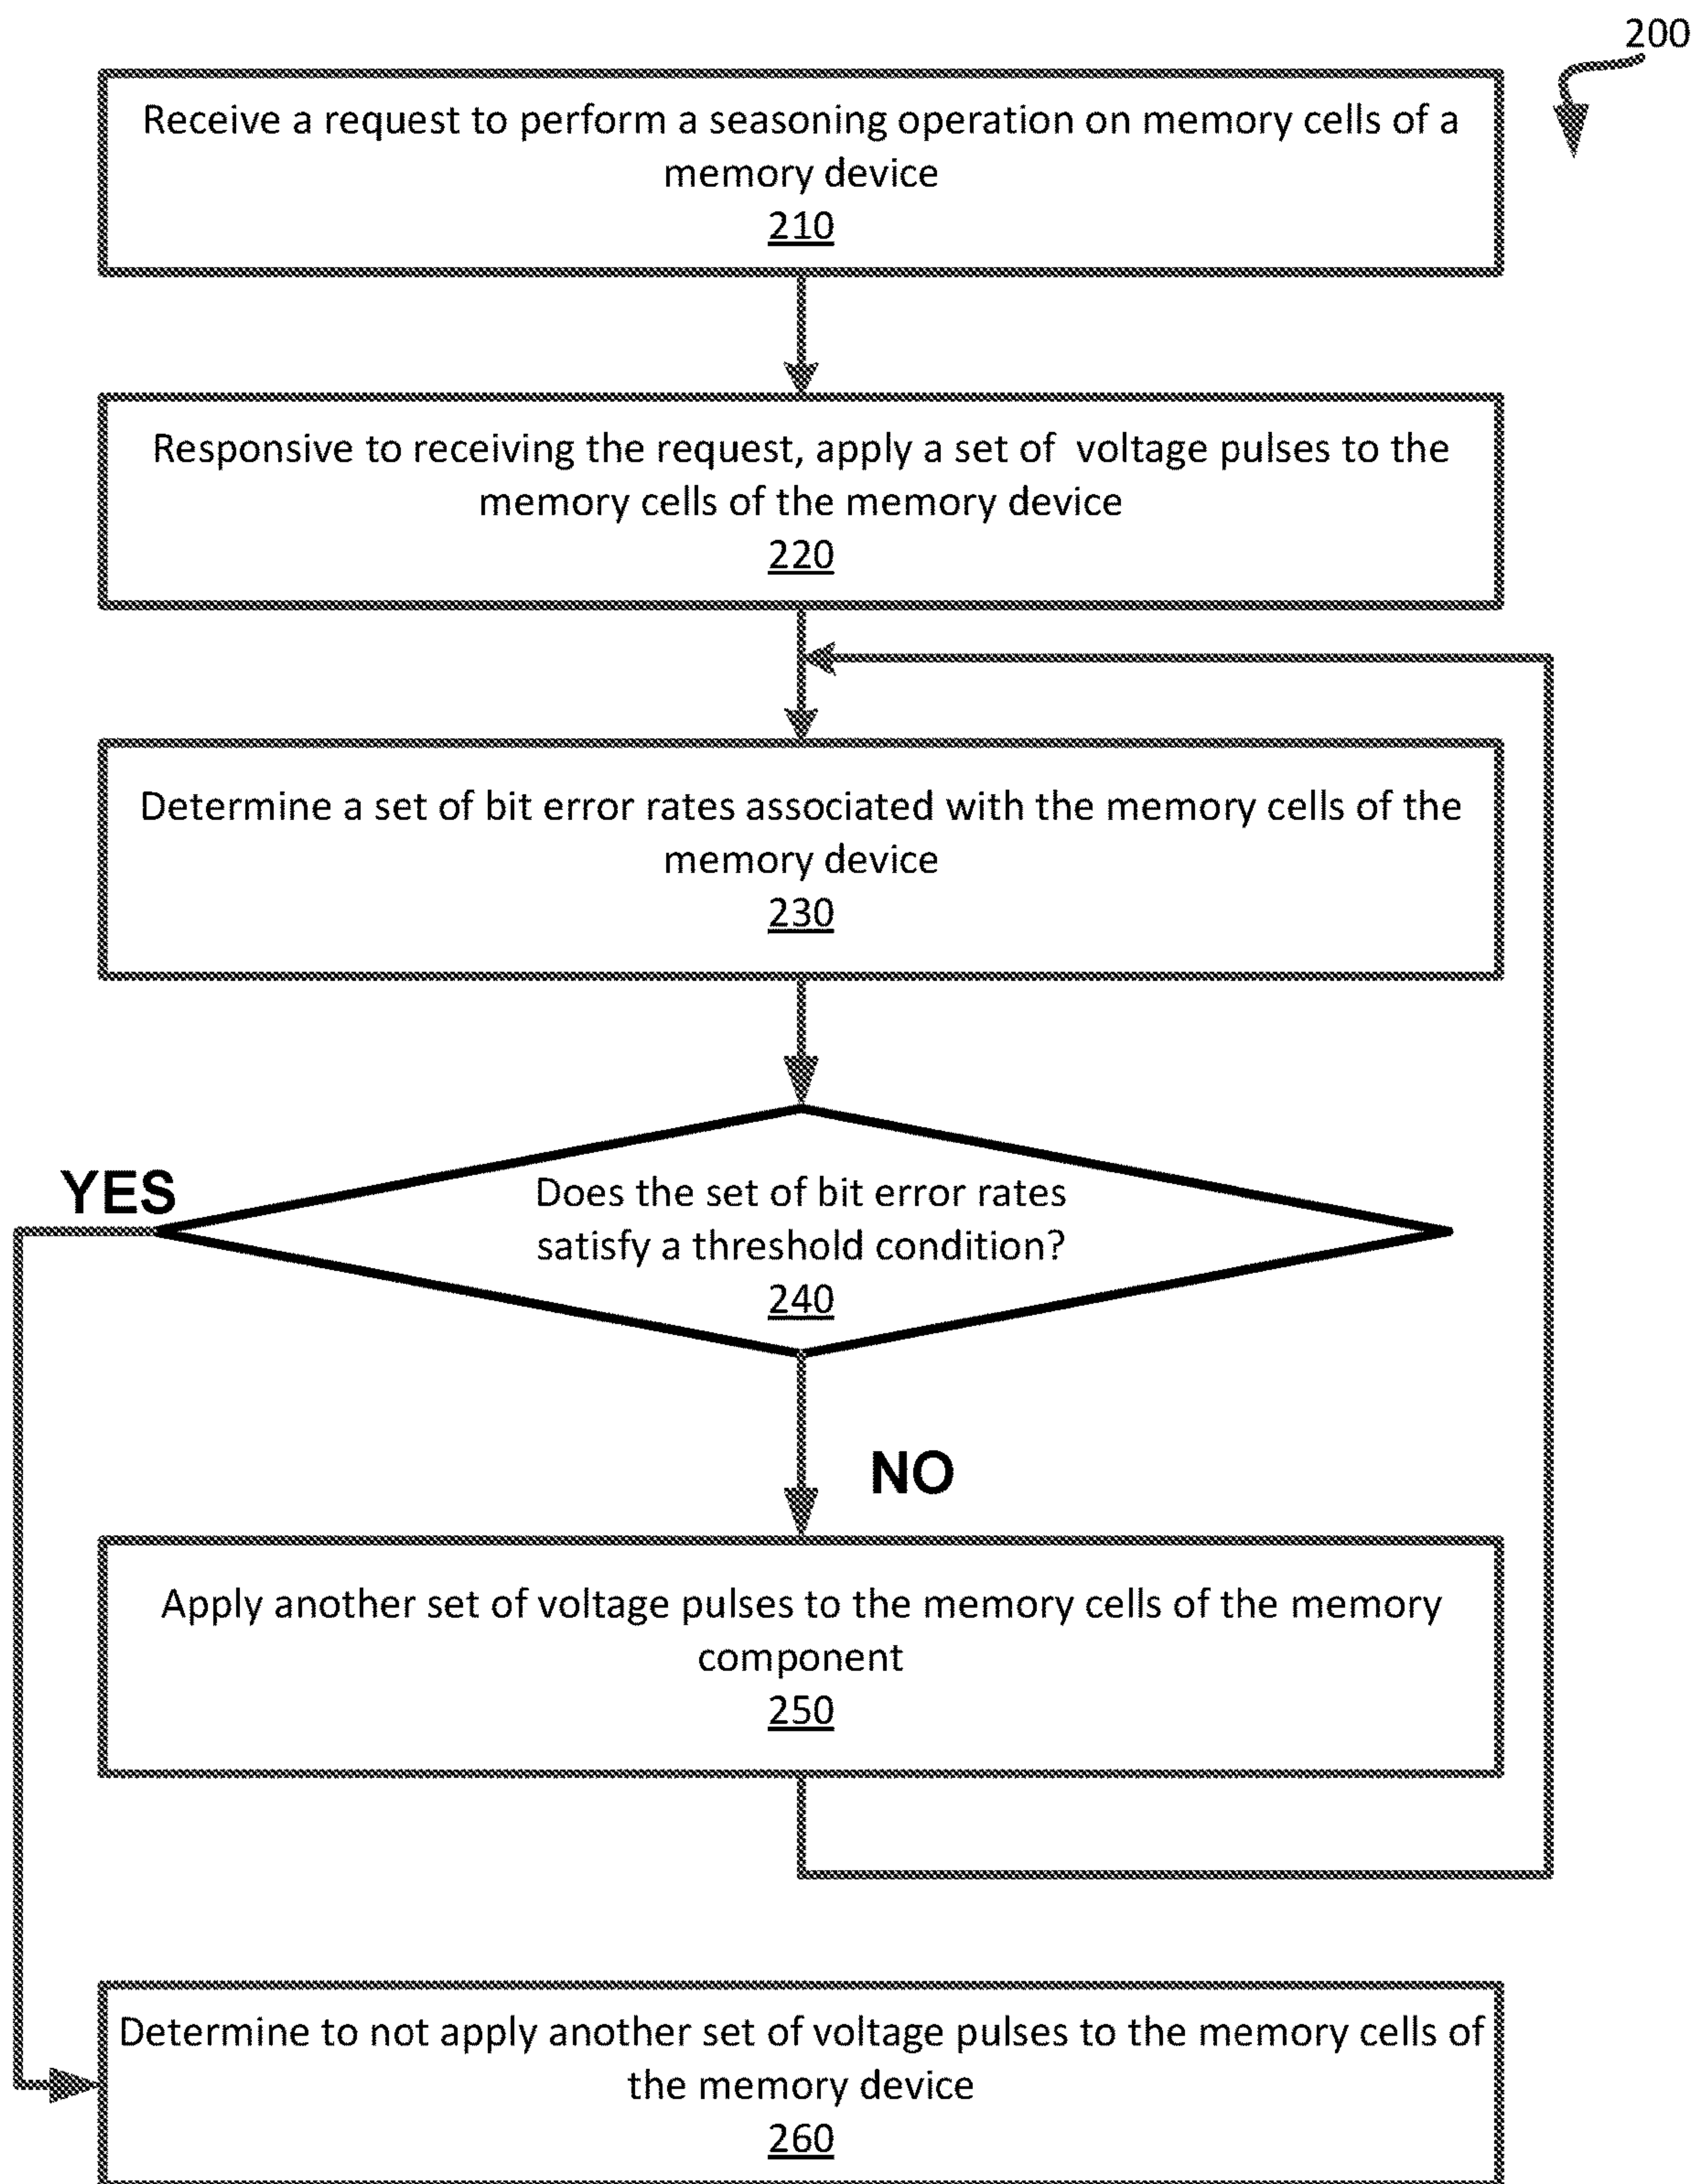 200
Receive a request to perform a seasoning operation on memory cells of a
memory device
210
Responsive to receiving the request, apply a set of  voltage pulses to the
memory cells of the memory device
220
Determine a set of bit error rates associated with the memory cells of the
memory device
230
YES
Does the set of bit error rates
satisfy a threshold condition?
240
NO
Apply another set of voltage pulses to the memory cells of the memory
component
250
Determine to not apply another set of voltage pulses to the memory cells of
the memory device
260